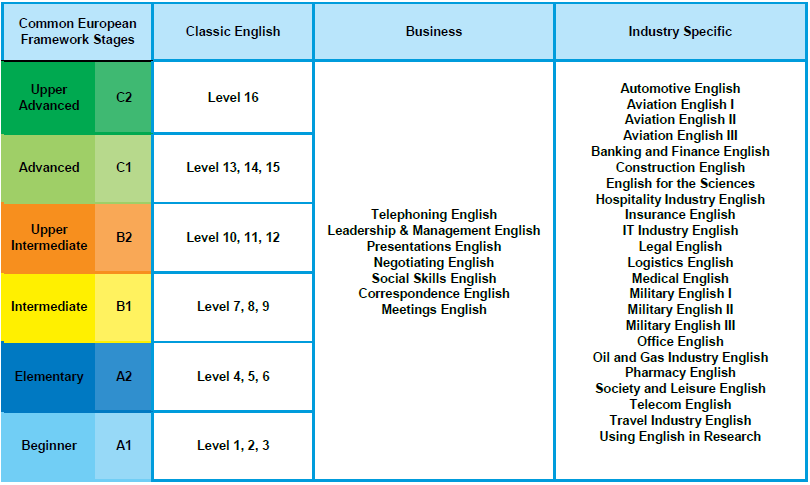 Common European
Framework Stages
Classic English
Business
Industry Specific
Upper
Advanced
C2
Level 16
Advanced
C1
Level 13, 14, 15
Upper
Intermediate
B2
Level 10, 11, 12
Intermediate
B1
Level 7, 8, 9
Elementary
A2
Level 4, 5, 6
Beginner
A1
Level 1, 2, 3
Telephoning English
Leadership & Management English
Presentations English
Negotiating English
Social Skills English
Correspondence English
Meetings English
Automotive English
Aviation English I
Aviation English II
Aviation English III
Banking and Finance English
Construction English
English for the Sciences
Hospitality Industry English
Insurance English
IT Industry English
Legal English
Logistics English
Medical English
Military English I
Military English II
Military English III
Office English
Oil and Gas Industry English
Pharmacy English
Society and Leisure English
Telecom English
Travel Industry English
Using English in Research